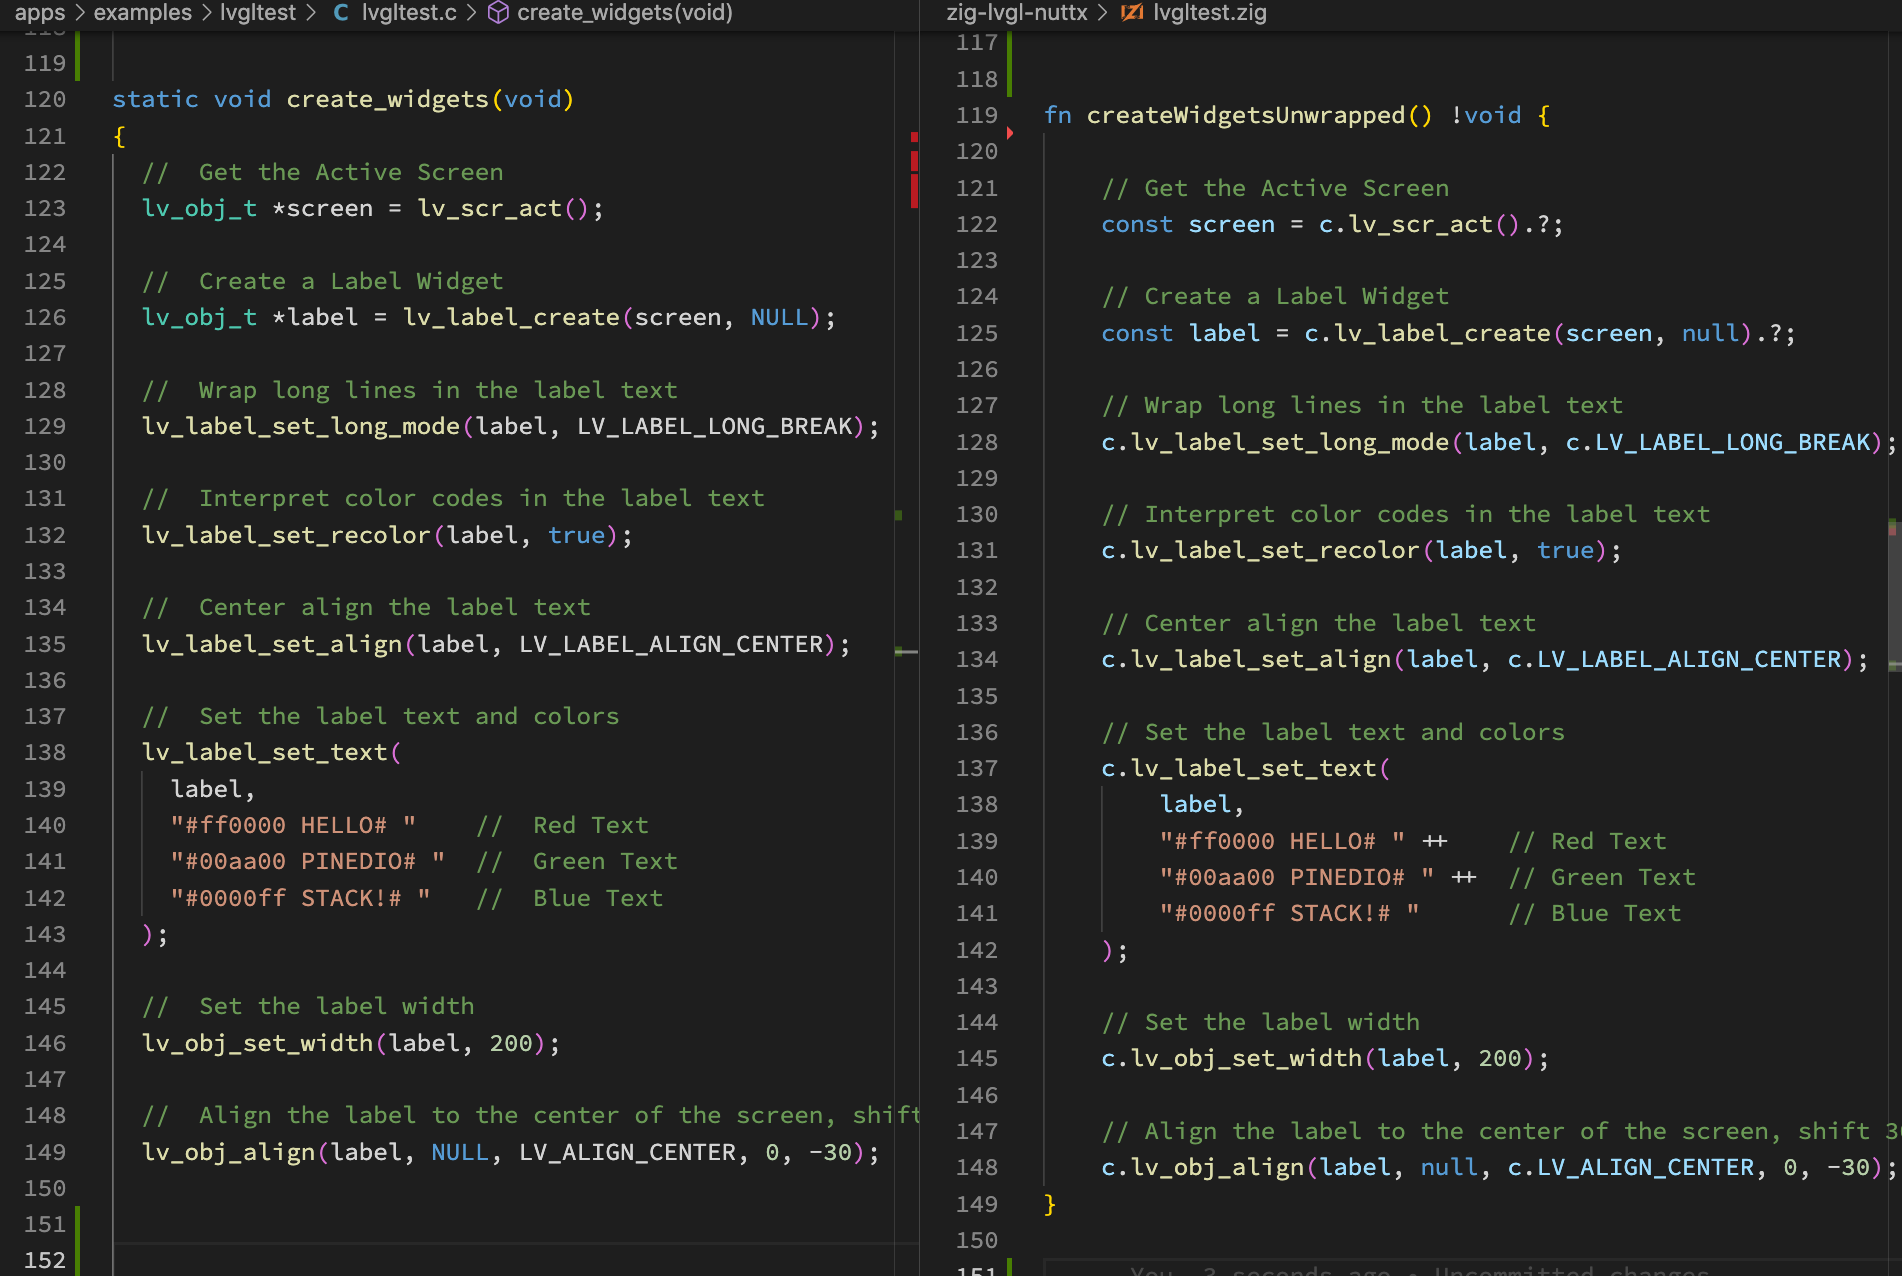 apps > examples > lvgltest > C lvgltest.c > create_widgets(void)
119
120 static void create_widgets(void)
121 {
122 //  Get the Active Screen
123 lv_obj_t *screen = lv_scr_act();
124
125 //  Create a Label Widget
126 lv_obj_t *label = lv_label_create(screen, NULL);
127
128 //  Wrap long lines in the label text
129 lv_label_set_long_mode(label, LV_LABEL_LONG_BREAK);
130
131 //  Interpret color codes in the label text
132 lv_label_set_recolor(label, true);
133
134 //  Center align the label text
135 lv_label_set_align(label, LV_LABEL_ALIGN_CENTER);
136
137 //  Set the label text and colors
138 lv_label_set_text(
139 label,
140 "#ff0000 HELLO# "    //  Red Text
141 "#00aa00 PINEDIO# "  //  Green Text
142 "#0000ff STACK!# "   //  Blue Text
143 );
144
145 //  Set the label width
146 lv_obj_set_width(label, 200);
147
148 //  Align the label to the center of the screen, shift
149 lv_obj_align(label, NULL, LV_ALIGN_CENTER, 0, -30);
150
151
152
zig-lvgl-nuttx > lvgltest.zig
117
118
119 fn createWidgetsUnwrapped() !void {
120
121 // Get the Active Screen
122 const screen = c.lv_scr_act().?;
123
124 // Create a Label Widget
125 const label = c.lv_label_create(screen, null).?;
126
127 // Wrap long lines in the label text
128 c.lv_label_set_long_mode(label, c.LV_LABEL_LONG_BREAK);
129
130 // Interpret color codes in the label text
131 c.lv_label_set_recolor(label, true);
132
133 // Center align the label text
134 c.lv_label_set_align(label, c.LV_LABEL_ALIGN_CENTER);
135
136 // Set the label text and colors
137 c.lv_label_set_text(
138 label,
139 "#ff0000 HELLO# " ++    // Red Text
140 "#00aa00 PINEDIO# " ++  // Green Text
141 "#0000ff STACK!# "      // Blue Text
142 );
143
144 // Set the label width
145 c.lv_obj_set_width(label, 200);
146
147 // Align the label to the center of the screen, shift 30
148 c.lv_obj_align(label, null, c.LV_ALIGN_CENTER, 0, -30);
149 }
150
151 You, 3 seconds ago • Uncommitted changes